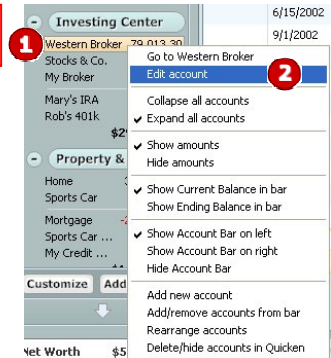 6/15/2002
Investing Center
9/1/2002
1
Western Broker 79,013.30
Go to Western Broker
Stocks & Co.
Edit account
2
My Broker
Collapse all accounts
Mary's IRA
Expand all accounts
Rob's 401k
Show amounts
Hide amounts
Property &
Home
Show Current Balance in bar
Sports Car
Show Ending Balance in bar
Mortgage
Show Account Bar on left
Sports Car ...
Show Account Bar on right
My Credit ...
Hide Account Bar
Customize Add
Add new account
Add/remove accounts from bar
Rearrange accounts
Net Worth $5
Delete/hide accounts in Quicken